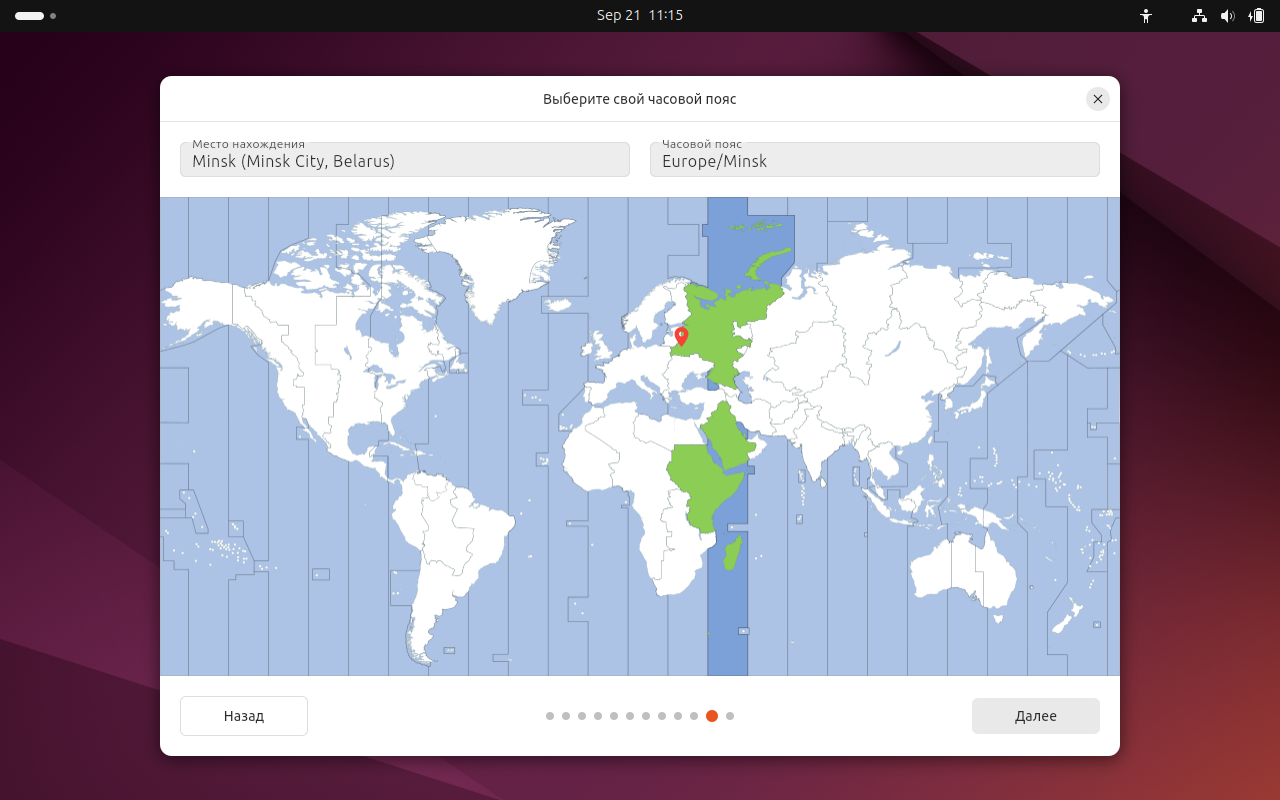 Sep 21 11:15
Выберите свой часовой пояс
Место нахождения
Minsk (Minsk City, Belarus)
Часовой пояс
Europe/Minsk
Назад
Далее